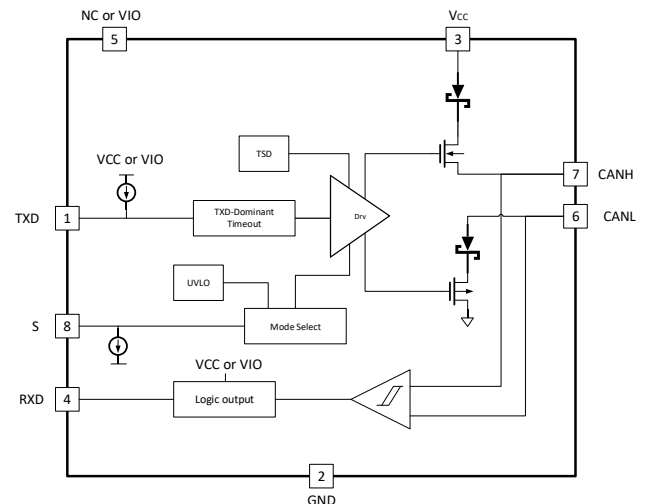 NC or VIO
VCC
5
3
TSD
VCC or VIO
7
CANH
TXD
1
TXD-Dominant
Timeout
Drv
6
CANL
UVLO
S
8
Mode Select
VCC or VIO
RXD
4
Logic output
2
GND